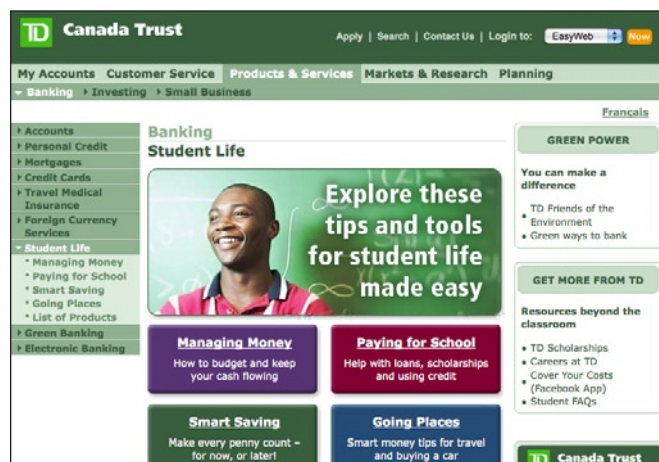 TD Canada Trust
Apply | Search | Contact Us | Login to: EasyWeb Now
My Accounts Customer Service Products & Services Markets & Research Planning
Banking Investing Small Business
Français
Accounts
Personal Credit
Mortgages
Credit Cards
Travel Medical
Insurance
Foreign Currency
Services
Student Life
Managing Money
Paying for School
Smart Saving
Going Places
List of Products
Green Banking
Electronic Banking
Banking
Student Life
Explore these
tips and tools
for student life
made easy
Managing Money
How to budget and keep
your cash flowing
Paying for School
Help with loans, scholarships
and using credit
Smart Saving
Make every penny count –
for now, or later!
Going Places
Smart money tips for travel
and buying a car
GREEN POWER
You can make a
difference
TD Friends of the
Environment
Green ways to bank
GET MORE FROM TD
Resources beyond the
classroom
TD Scholarships
Careers at TD
Cover Your Costs
(Facebook App)
Student FAQs
TD Canada Trust